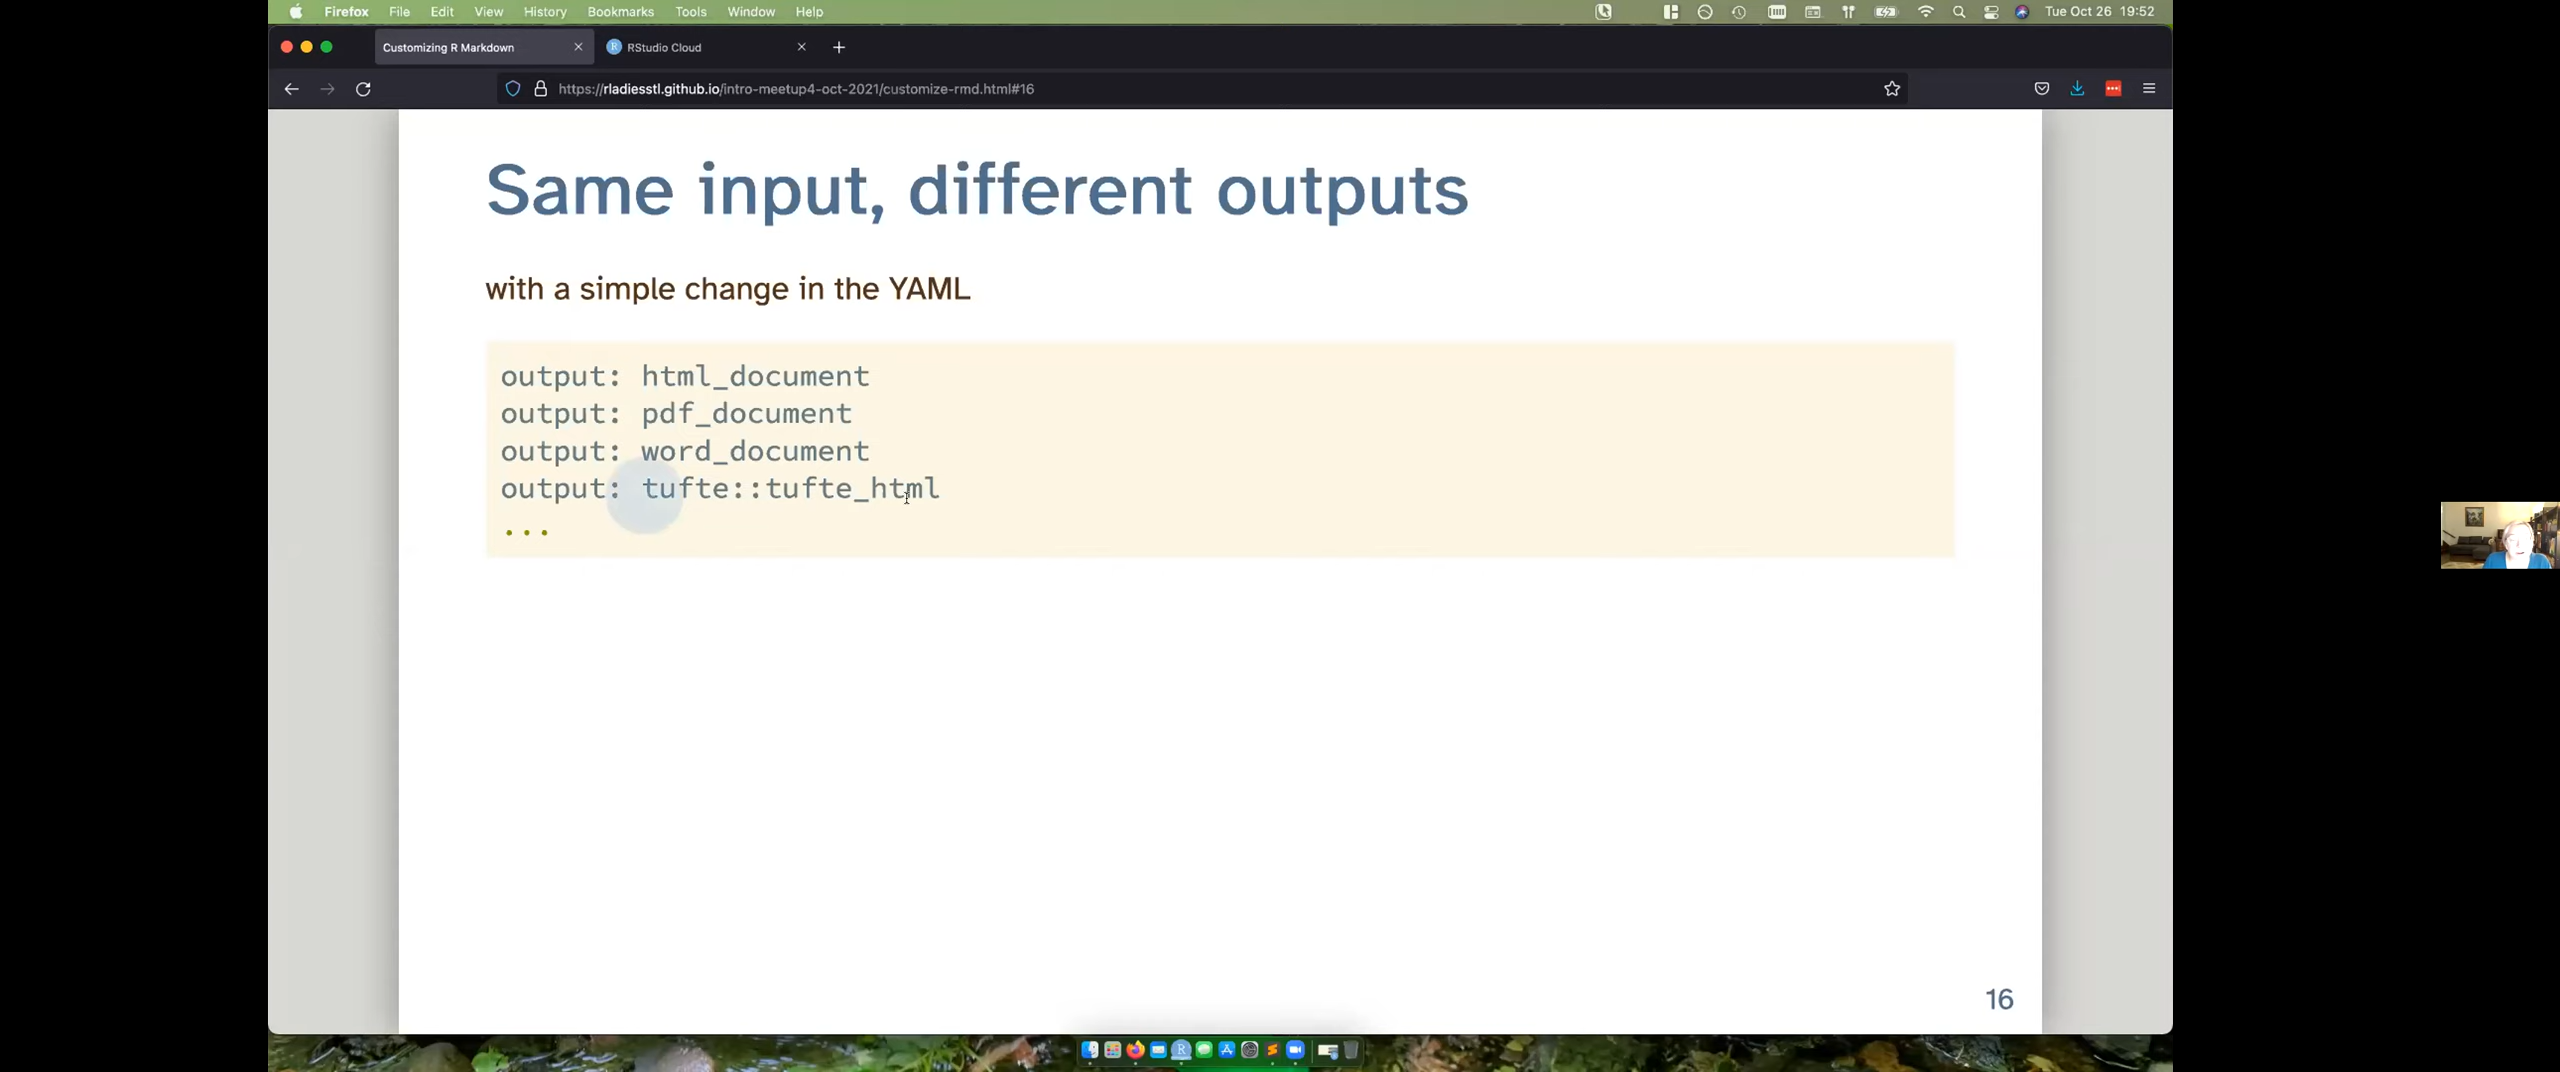 Firefox File Edit View History Bookmarks Tools Window Help Tue Oct 26 19:52
Customizing R Markdown RStudio Cloud
https://rladiesstl.github.io/intro-meetup4-oct-2021/customize-rmd.html#16
Same input, different outputs
with a simple change in the YAML
output: html_document
output: pdf_document
output: word_document
output: tufte::tufte_html
...
16